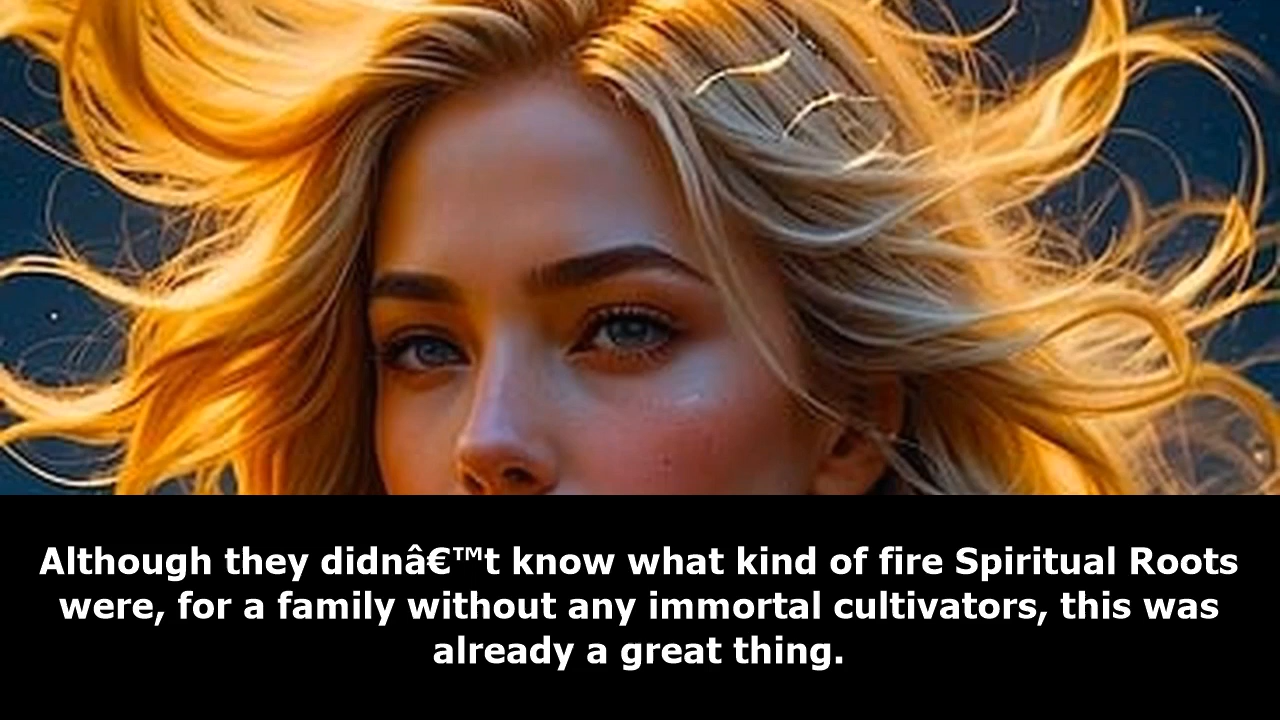 Although they didnâ€™t know what kind of fire Spiritual Roots
were, for a family without any immortal cultivators, this was
already a great thing.